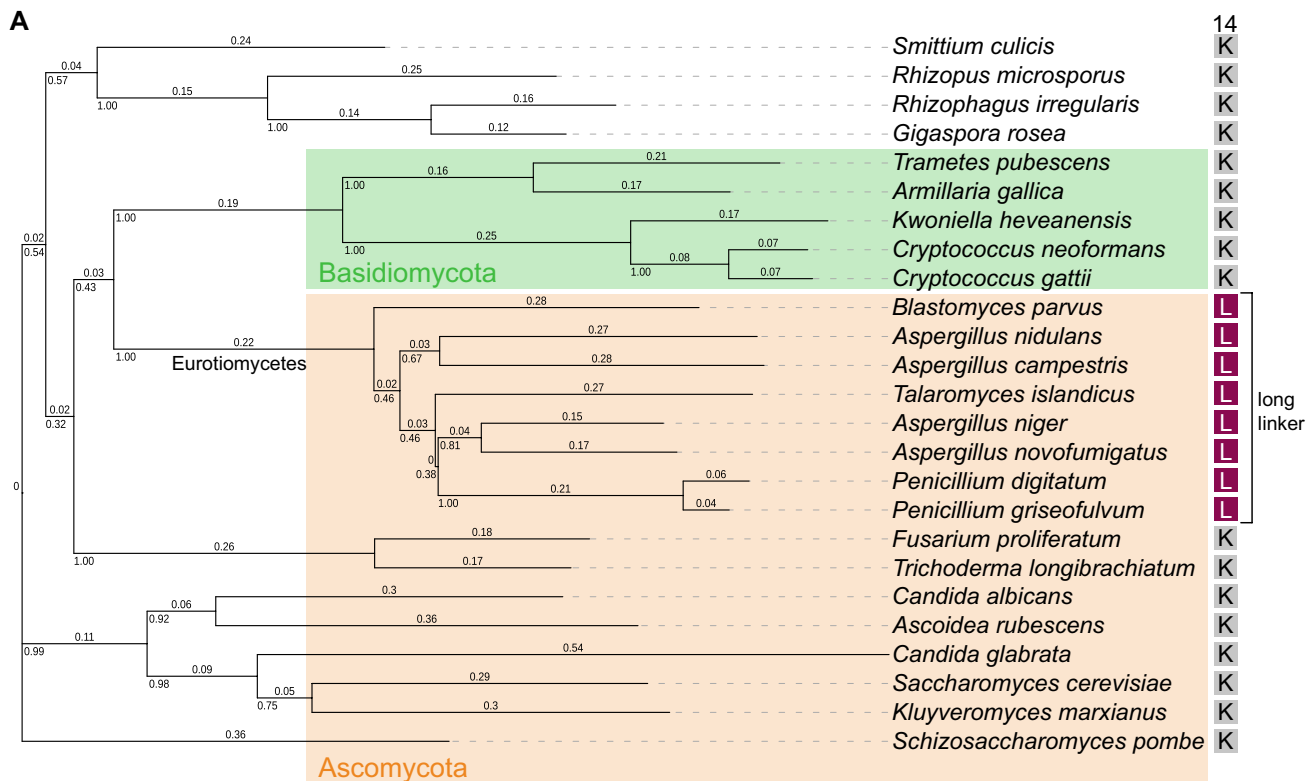 A
14
0.24 Smittium culicis K
0.04
0.57
0.25 Rhizopus microsporus K
0.15
1.00
0.16 Rhizophagus irregularis K
0.14
1.00
0.12 Gigaspora rosea K
0.21 Trametes pubescens K
0.16
1.00
0.17 Armillaria gallica K
0.19
1.00
0.17 Kwoniella heveanensis K
0.02
0.54
0.25
1.00
0.07 Cryptococcus neoformans K
0.08
1.00
0.03
0.43
Basidiomycota
0.07 Cryptococcus gattii K
0.28 Blastomyces parvus L
0.27 Aspergillus nidulans L
0.22
1.00
0.03
0.67
Eurotiomycetes
0.28 Aspergillus campestris L
0.02
0.46
0.27 Talaromyces islandicus L
long
linker
0.02
0.32
0.03
0.46
0.15 Aspergillus niger L
0.04
0.81
0.17 Aspergillus novofumigatus L
0
0.38
0.06 Penicillium digitatum L
0
0.21
1.00
0.04 Penicillium griseofulvum L
0.18 Fusarium proliferatum K
0.26
1.00
0.17 Trichoderma longibrachiatum K
0.3 Candida albicans K
0.06
0.92
0.36 Ascoidea rubescens K
0.11
0.99
0.54 Candida glabrata K
0.09
0.98
0.29 Saccharomyces cerevisiae K
0.05
0.75
0.3 Kluyveromyces marxianus K
0.36 Schizosaccharomyces pombe K
Ascomycota